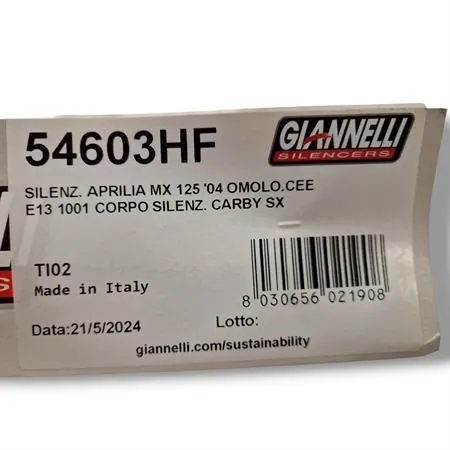 54603HF
GIANNELLI
SILENCERS
SILENZ. APRILIA MX 125 '04 OMOLO.CEE
E13 1001 CORPO SILENZ. CARBY SX
TI02
Made in Italy
8 030656 021908
Data:21/5/2024
Lotto:
giannelli.com/sustainability